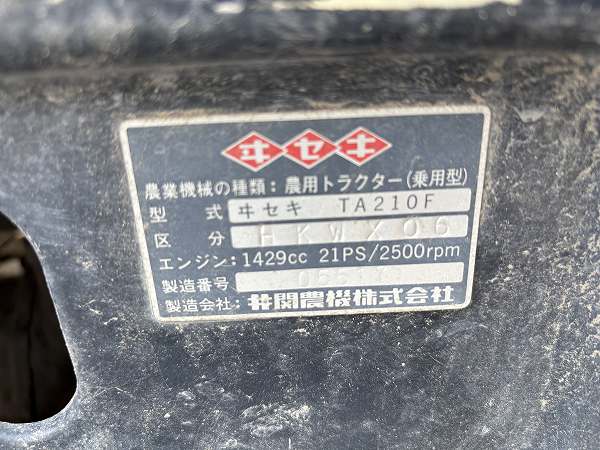 ヰセキ
農業機械の種類:農用トラクター(乗用型)
型式 ヰセキ TA210F
区分 HKWX06
エンジン:1429cc 21PS/2500rpm
製造番号
製造会社:井関農機株式会社